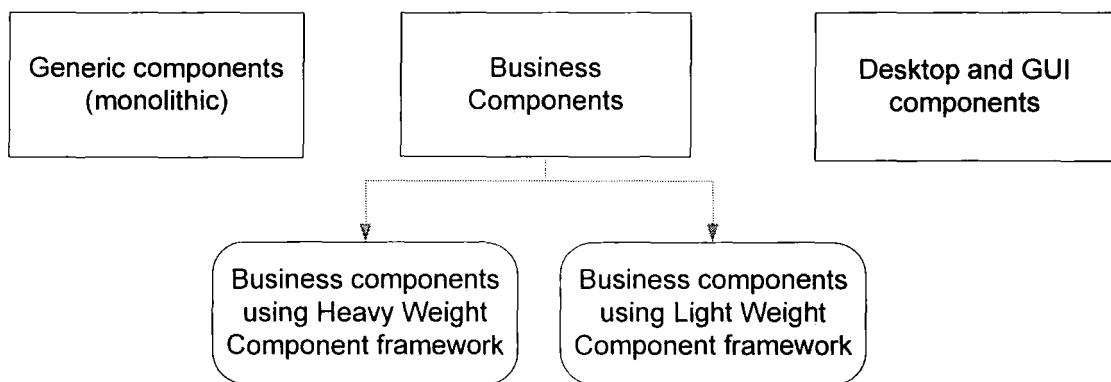 Generic components
(monolithic)
Business
Components
Desktop and GUI
components
Business components
using Heavy Weight
Component framework
Business components
using Light Weight
Component framework